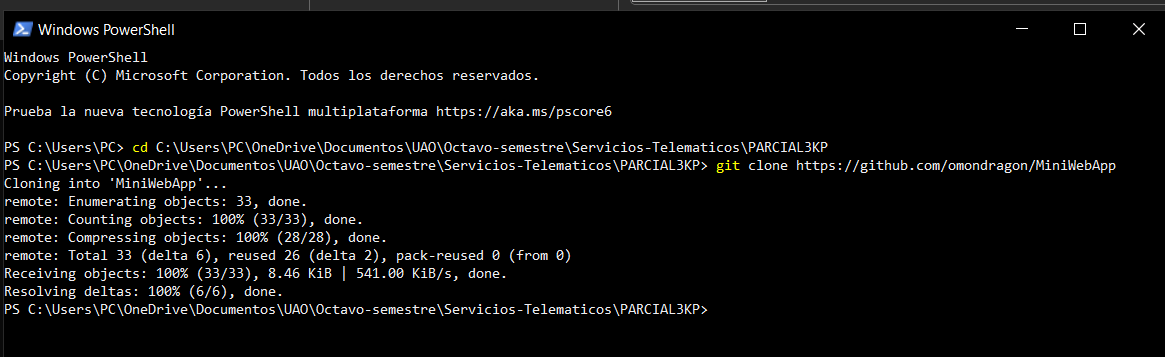 Windows PowerShell
Windows PowerShell
Copyright (C) Microsoft Corporation. Todos los derechos reservados.
Prueba la nueva tecnología PowerShell multiplataforma https://aka.ms/pscore6
PS C:\Users\PC> cd C:\Users\PC\OneDrive\Documentos\UAO\Octavo-semestre\Servicios-Telematicos\PARCIAL3KP
PS C:\Users\PC\OneDrive\Documentos\UAO\Octavo-semestre\Servicios-Telematicos\PARCIAL3KP> git clone https://github.com/omondragon/MiniWebApp
Cloning into 'MiniWebApp'...
remote: Enumerating objects: 33, done.
remote: Counting objects: 100% (33/33), done.
remote: Compressing objects: 100% (28/28), done.
remote: Total 33 (delta 6), reused 26 (delta 2), pack-reused 0 (from 0)
Receiving objects: 100% (33/33), 8.46 KiB | 541.00 KiB/s, done.
Resolving deltas: 100% (6/6), done.
PS C:\Users\PC\OneDrive\Documentos\UAO\Octavo-semestre\Servicios-Telematicos\PARCIAL3KP>